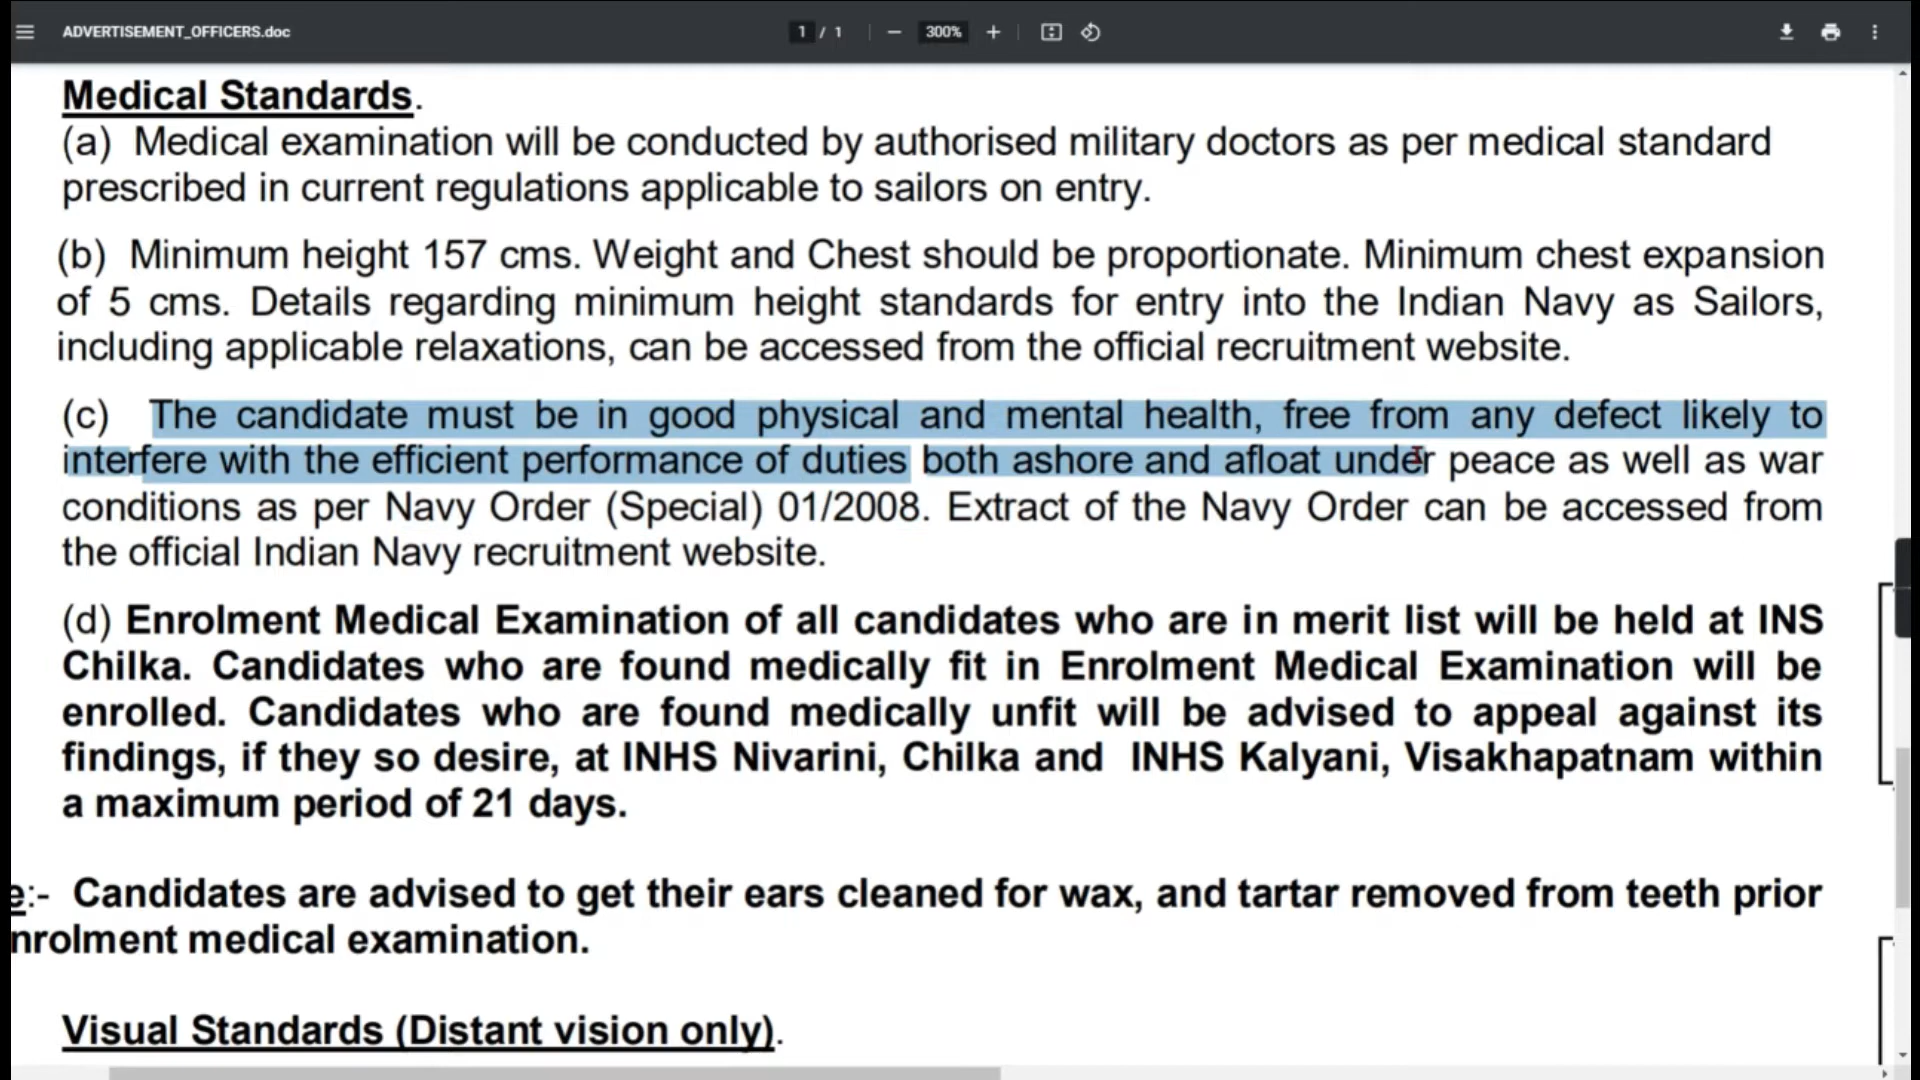 ADVERTISEMENT_OFFICERS.doc
1 / 1
300%
Medical Standards.
(a) Medical examination will be conducted by authorised military doctors as per medical standard
prescribed in current regulations applicable to sailors on entry.
(b) Minimum height 157 cms. Weight and Chest should be proportionate. Minimum chest expansion
of 5 cms. Details regarding minimum height standards for entry into the Indian Navy as Sailors,
including applicable relaxations, can be accessed from the official recruitment website.
(c) The candidate must be in good physical and mental health, free from any defect likely to
interfere with the efficient performance of duties both ashore and afloat under peace as well as war
conditions as per Navy Order (Special) 01/2008. Extract of the Navy Order can be accessed from
the official Indian Navy recruitment website.
(d) Enrolment Medical Examination of all candidates who are in merit list will be held at INS
Chilka. Candidates who are found medically fit in Enrolment Medical Examination will be
enrolled. Candidates who are found medically unfit will be advised to appeal against its
findings, if they so desire, at INHS Nivarini, Chilka and INHS Kalyani, Visakhapatnam within
a maximum period of 21 days.
e:- Candidates are advised to get their ears cleaned for wax, and tartar removed from teeth prior
nrolment medical examination.
Visual Standards (Distant vision only).